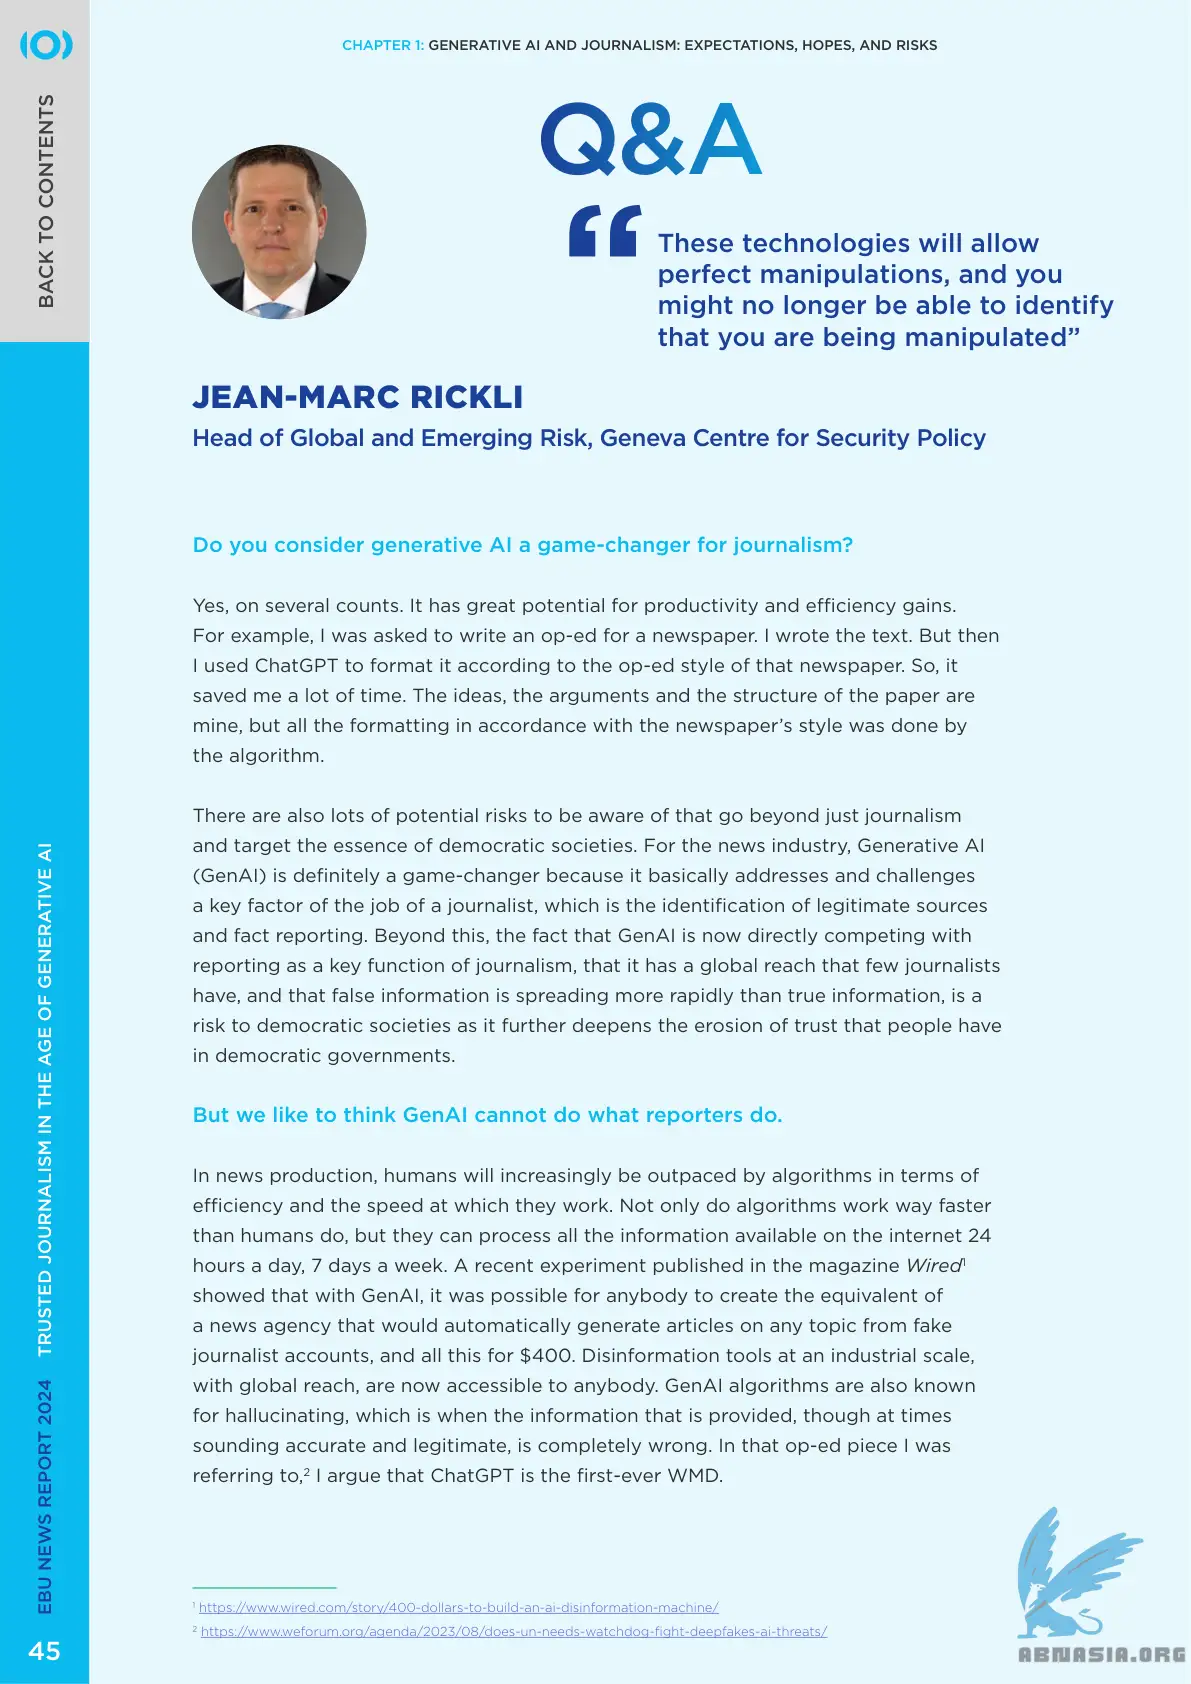 BACK TO CONTENTS
CHAPTER 1: GENERATIVE AI AND JOURNALISM: EXPECTATIONS, HOPES, AND RISKS
Q&A
“ These technologies will allow
perfect manipulations, and you
might no longer be able to identify
that you are being manipulated”
JEAN-MARC RICKLI
Head of Global and Emerging Risk, Geneva Centre for Security Policy
Do you consider generative AI a game-changer for journalism?
Yes, on several counts. It has great potential for productivity and efficiency gains.
For example, I was asked to write an op-ed for a newspaper. I wrote the text. But then
I used ChatGPT to format it according to the op-ed style of that newspaper. So, it
saved me a lot of time. The ideas, the arguments and the structure of the paper are
mine, but all the formatting in accordance with the newspaper’s style was done by
the algorithm.
There are also lots of potential risks to be aware of that go beyond just journalism
and target the essence of democratic societies. For the news industry, Generative AI
(GenAI) is definitely a game-changer because it basically addresses and challenges
a key factor of the job of a journalist, which is the identification of legitimate sources
and fact reporting. Beyond this, the fact that GenAI is now directly competing with
reporting as a key function of journalism, that it has a global reach that few journalists
have, and that false information is spreading more rapidly than true information, is a
risk to democratic societies as it further deepens the erosion of trust that people have
in democratic governments.
But we like to think GenAI cannot do what reporters do.
In news production, humans will increasingly be outpaced by algorithms in terms of
efficiency and the speed at which they work. Not only do algorithms work way faster
than humans do, but they can process all the information available on the internet 24
hours a day, 7 days a week. A recent experiment published in the magazine Wired¹
showed that with GenAI, it was possible for anybody to create the equivalent of
a news agency that would automatically generate articles on any topic from fake
journalist accounts, and all this for $400. Disinformation tools at an industrial scale,
with global reach, are now accessible to anybody. GenAI algorithms are also known
for hallucinating, which is when the information that is provided, though at times
sounding accurate and legitimate, is completely wrong. In that op-ed piece I was
referring to,² I argue that ChatGPT is the first-ever WMD.
¹ https://www.wired.com/story/400-dollars-to-build-an-ai-disinformation-machine/
² https://www.weforum.org/agenda/2023/08/does-un-needs-watchdog-fight-deepfakes-ai-threats/
EBU NEWS REPORT 2024 TRUSTED JOURNALISM IN THE AGE OF GENERATIVE AI
45
ABNASIA.ORG